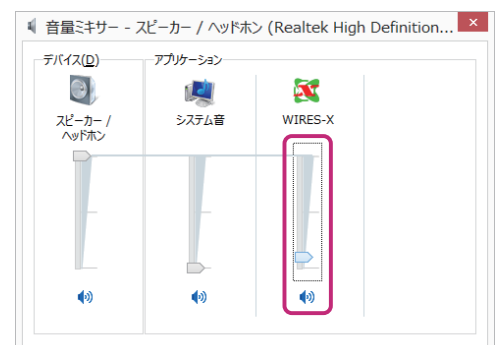 音量ミキサー - スピーカー / ヘッドホン (Realtek High Definition...
デバイス(D)
アプリケーション
スピーカー /
ヘッドホン
システム音
WIRES-X